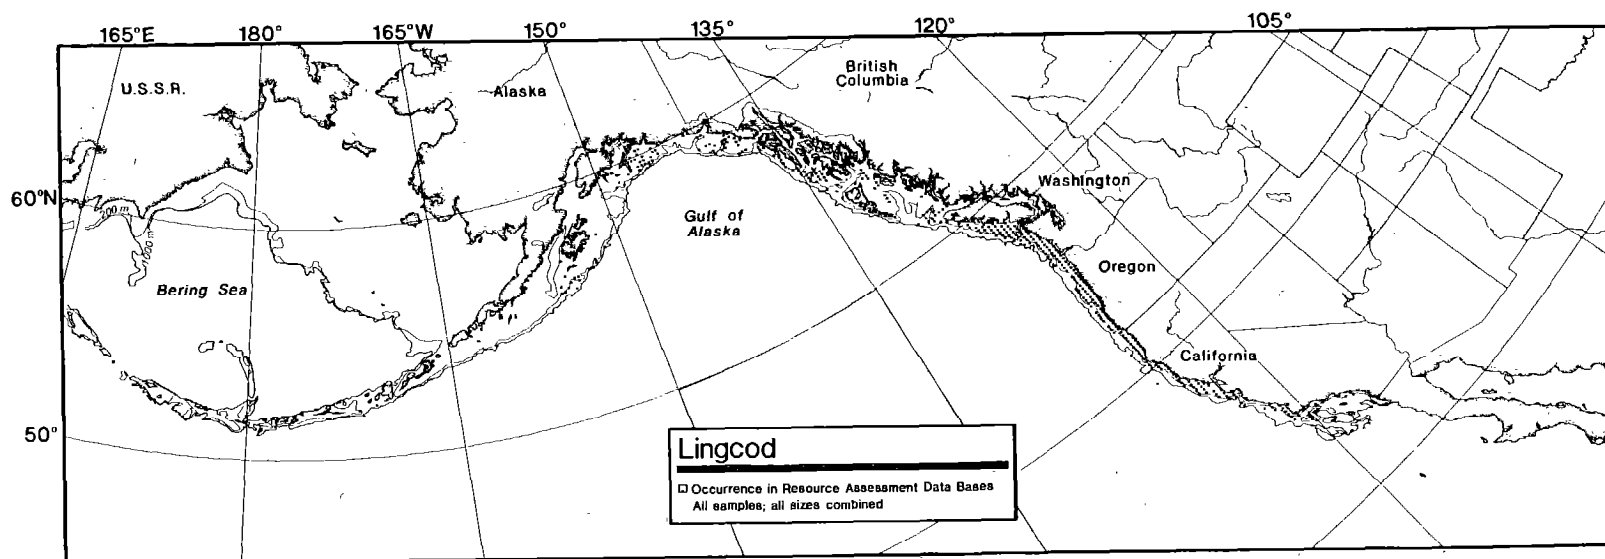 165°E 180° 165°W 150° 135° 120° 105°
U.S.S.R.
Alaska
British
Columbia
60°N
200 m
1000 m
Washington
Gulf of
Alaska
Bering Sea
Oregon
California
50°
Lingcod
Occurrence in Resource Assessment Data Bases
All samples; all sizes combined